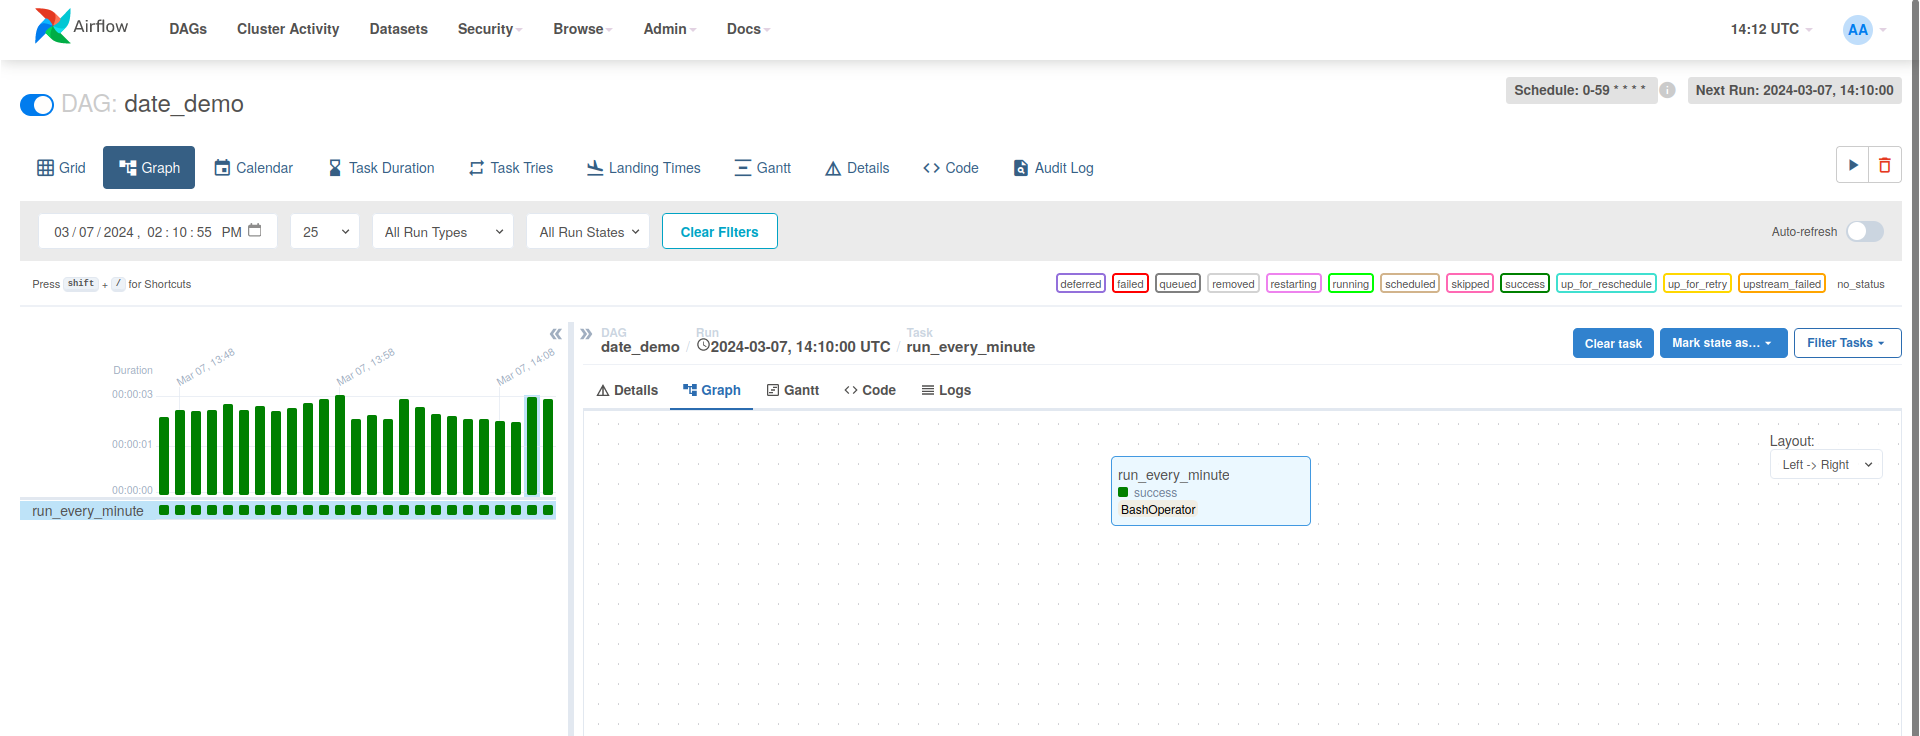 Airflow DAGs Cluster Activity Datasets Security Browse Admin Docs 14:12 UTC AA
DAG: date_demo
Schedule: 0-59 * * * * i Next Run: 2024-03-07, 14:10:00
Grid Graph Calendar Task Duration Task Tries Landing Times Gantt Details Code Audit Log
03/07/2024, 02:10:55 PM 25 All Run Types All Run States Clear Filters Auto-refresh
Press shift + / for Shortcuts deferred failed queued removed restarting running scheduled skipped success up_for_reschedule up_for_retry upstream_failed no_status
Mar 07, 13:48 Mar 07, 13:58 Mar 07, 14:08
Duration
00:00:03
00:00:01
00:00:00
run_every_minute
DAG Run Task
date_demo / 2024-03-07, 14:10:00 UTC / run_every_minute
Clear task Mark state as… Filter Tasks
Details Graph Gantt Code Logs
Layout:
Left -> Right
run_every_minute
success
BashOperator